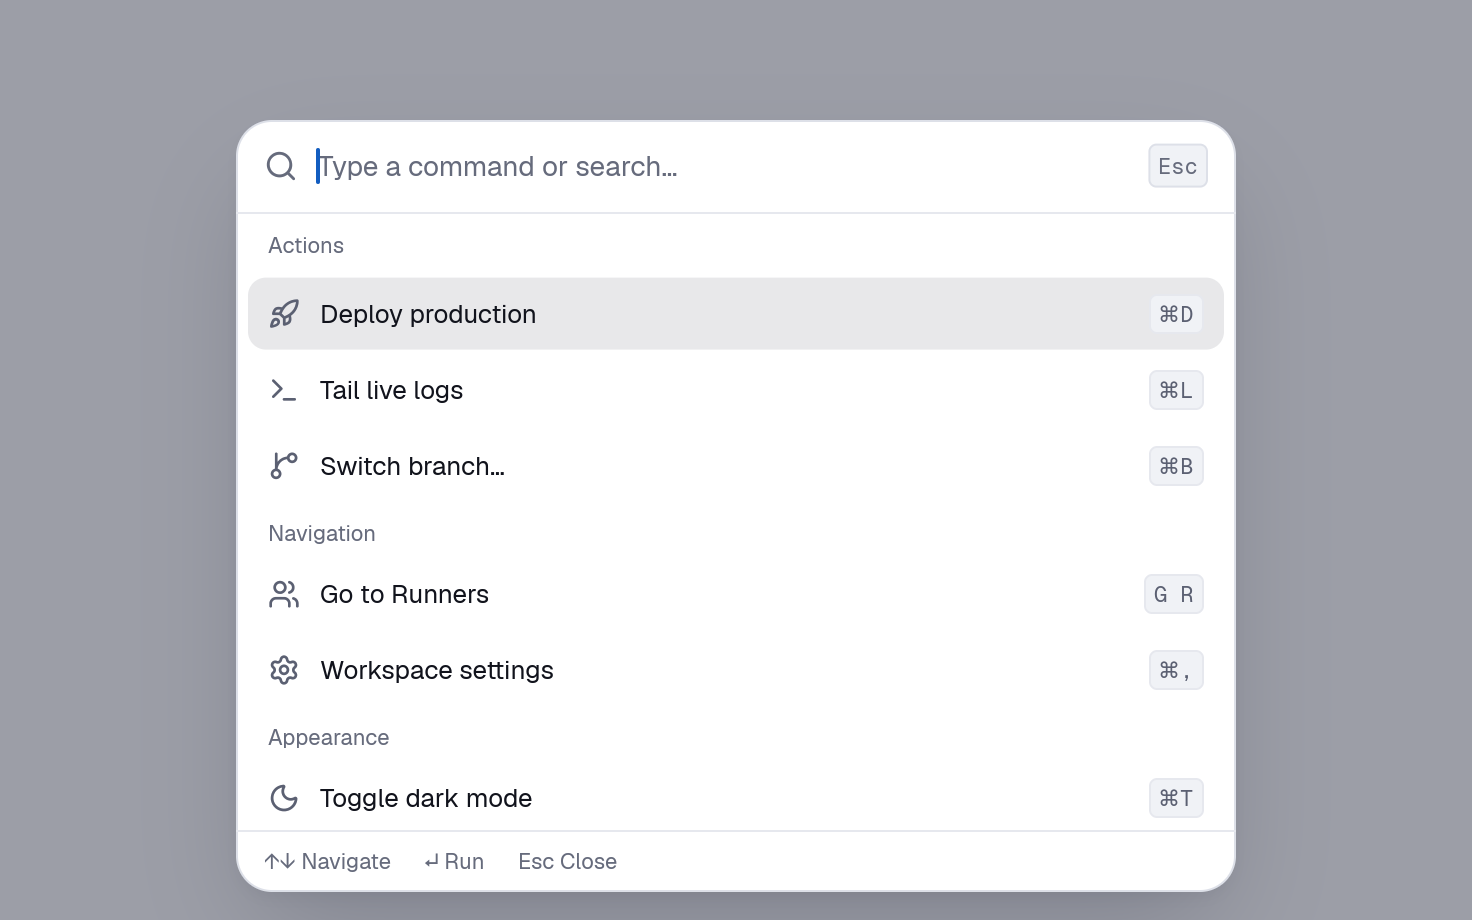 Type a command or search… Esc
Actions
Deploy production ⌘D
Tail live logs ⌘L
Switch branch… ⌘B
Navigation
Go to Runners G R
Workspace settings ⌘,
Appearance
Toggle dark mode ⌘T
↑↓ Navigate ↵ Run Esc Close